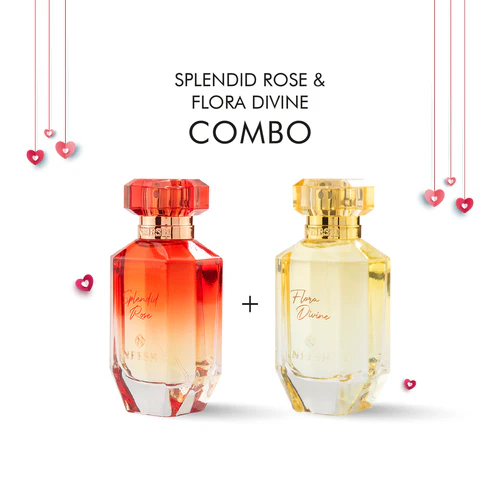 SPLENDID ROSE &
FLORA DIVINE
COMBO
Splendid
Rose
+
Flora
Divine